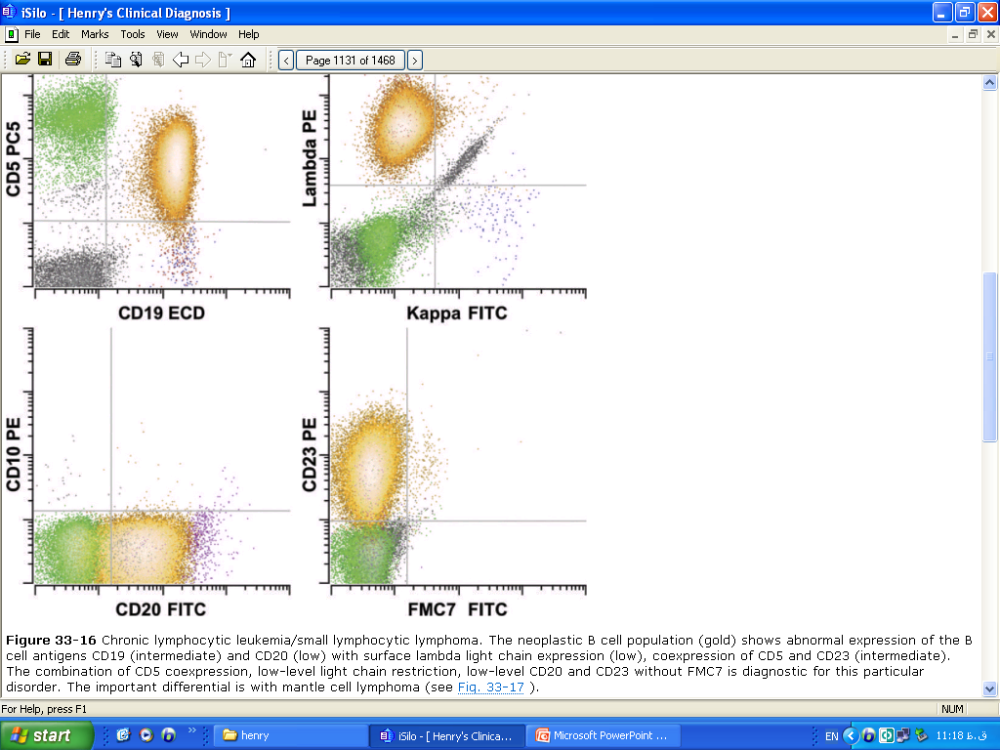 iSilo - [ Henry's Clinical Diagnosis ]
File Edit Marks Tools View Window Help
< Page 1131 of 1468 >
CD5 PC5
CD19 ECD
Lambda PE
Kappa FITC
CD10 PE
CD20 FITC
CD23 PE
FMC7 FITC
Figure 33-16 Chronic lymphocytic leukemia/small lymphocytic lymphoma. The neoplastic B cell population (gold) shows abnormal expression of the B
cell antigens CD19 (intermediate) and CD20 (low) with surface lambda light chain expression (low), coexpression of CD5 and CD23 (intermediate).
The combination of CD5 coexpression, low-level light chain restriction, low-level CD20 and CD23 without FMC7 is diagnostic for this particular
disorder. The important differential is with mantle cell lymphoma (see Fig. 33-17 ).
For Help, press F1 NUM
start » henry iSilo - [ Henry's Clinica... Microsoft PowerPoint ... EN 11:18 ق.ظ